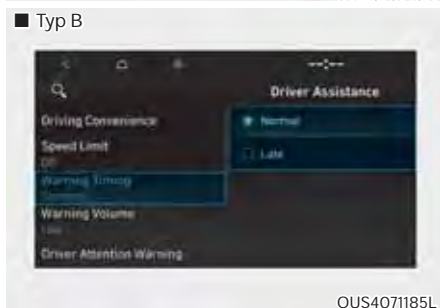 ■ Typ B
--:--
Driver Assistance
Driving Convenience
Normal
Speed Limit
Off
Late
Warning Timing
Warning Volume
Driver Attention Warning
OUS4071185L